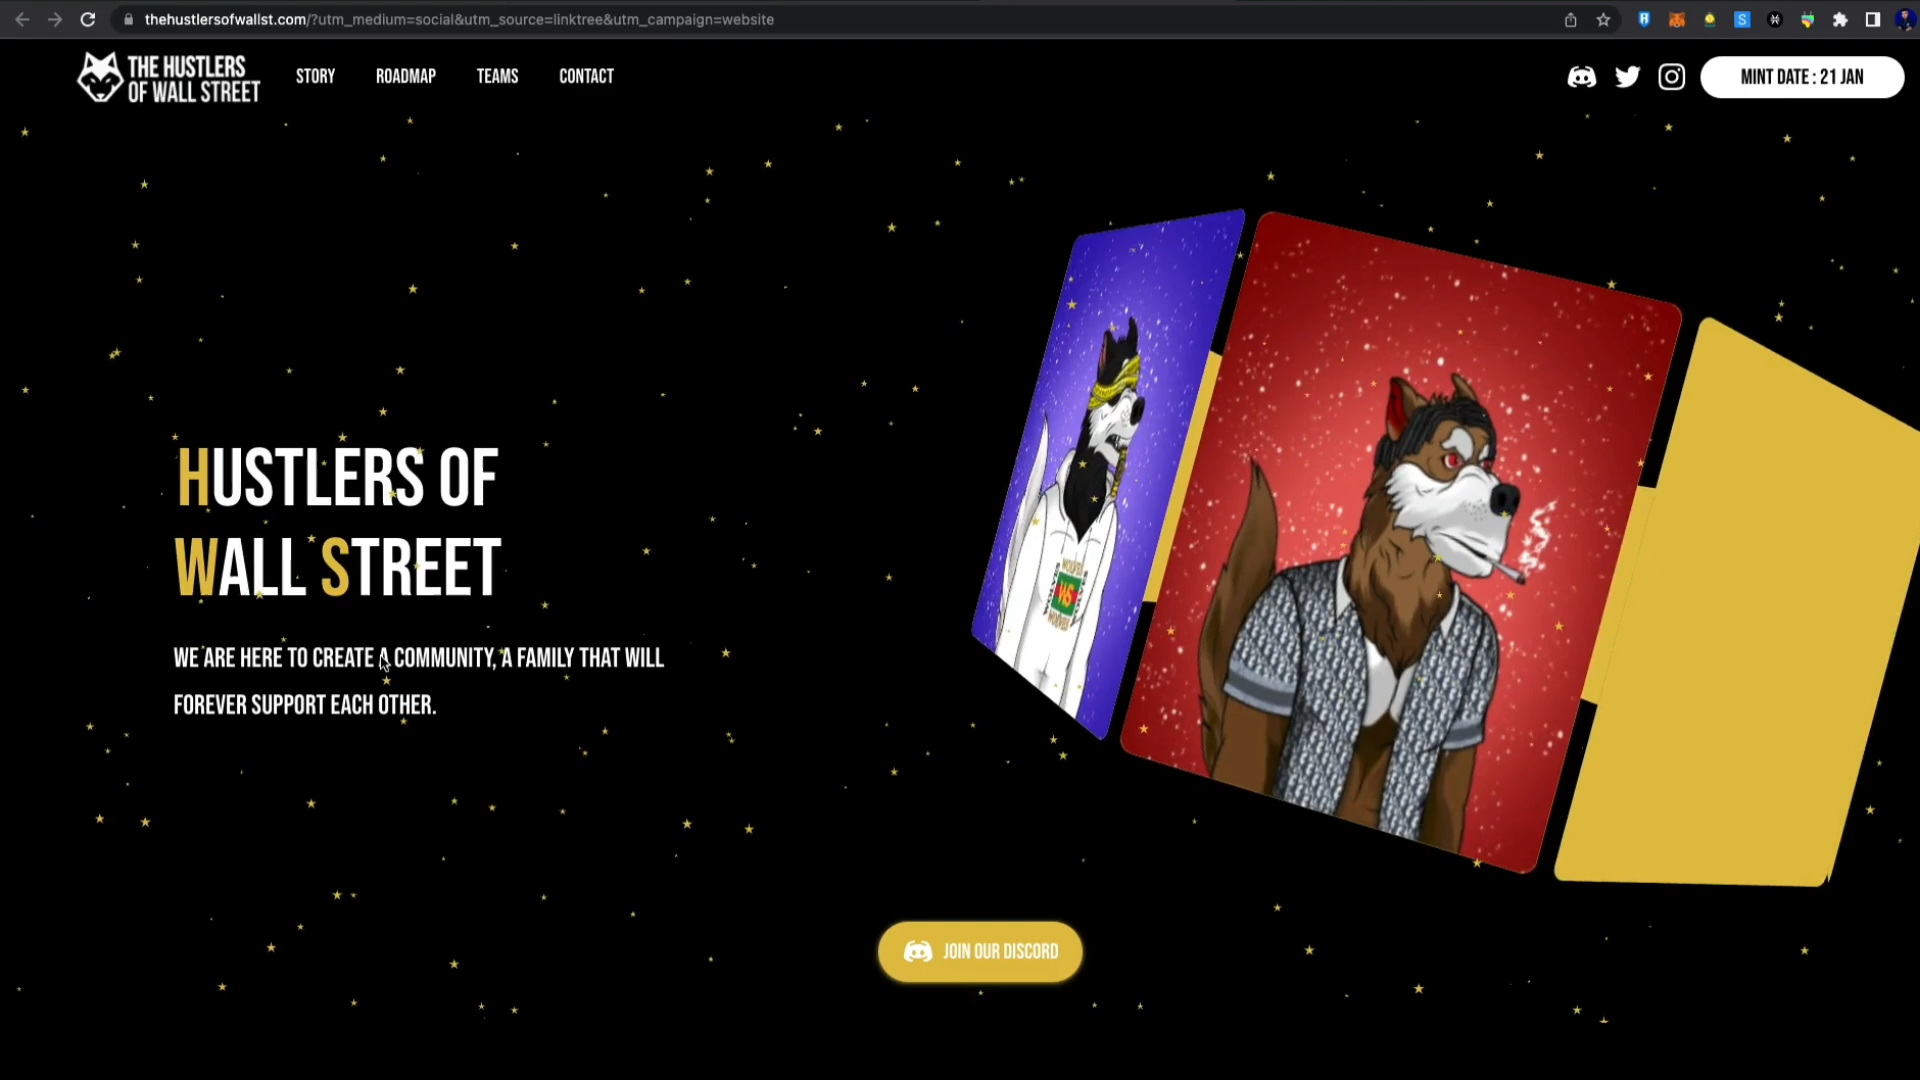 thehustlersofwallst.com/?utm_medium=social&utm_source=linktree&utm_campaign=website
THE HUSTLERS
OF WALL STREET
STORY
ROADMAP
TEAMS
CONTACT
MINT DATE : 21 JAN
HUSTLERS OF
WALL STREET
WE ARE HERE TO CREATE A COMMUNITY, A FAMILY THAT WILL
FOREVER SUPPORT EACH OTHER.
WS
JOIN OUR DISCORD